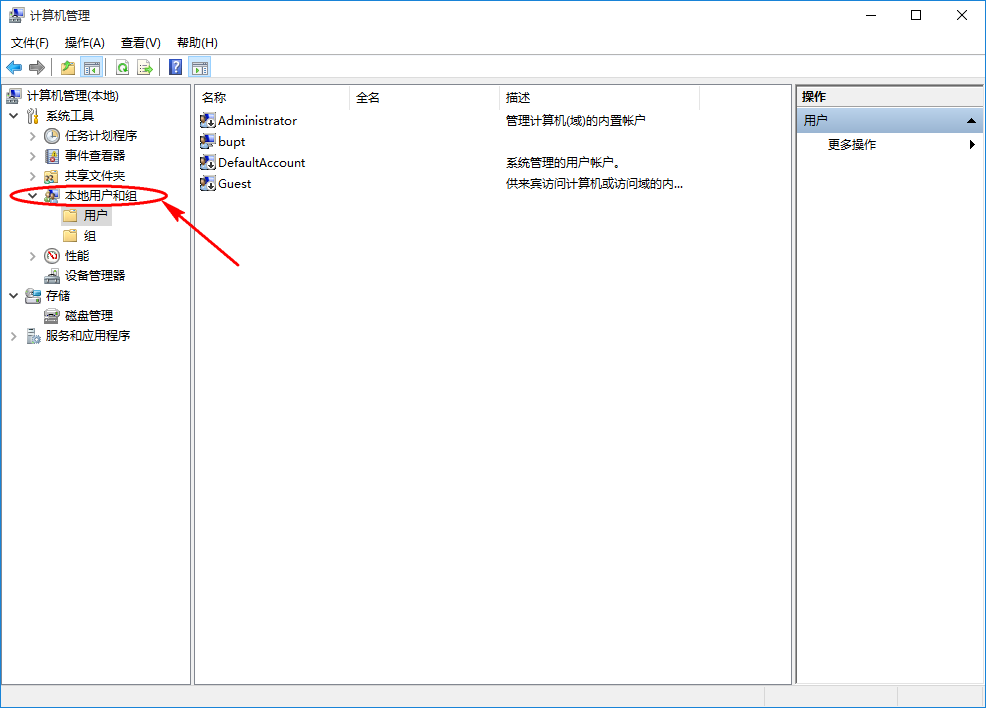 计算机管理
文件(F) 操作(A) 查看(V) 帮助(H)
计算机管理(本地)
系统工具
任务计划程序
事件查看器
共享文件夹
本地用户和组
用户
组
性能
设备管理器
存储
磁盘管理
服务和应用程序
名称 全名 描述
Administrator 管理计算机(域)的内置帐户
bupt
DefaultAccount 系统管理的用户帐户。
Guest 供来宾访问计算机或访问域的内...
操作
用户
更多操作